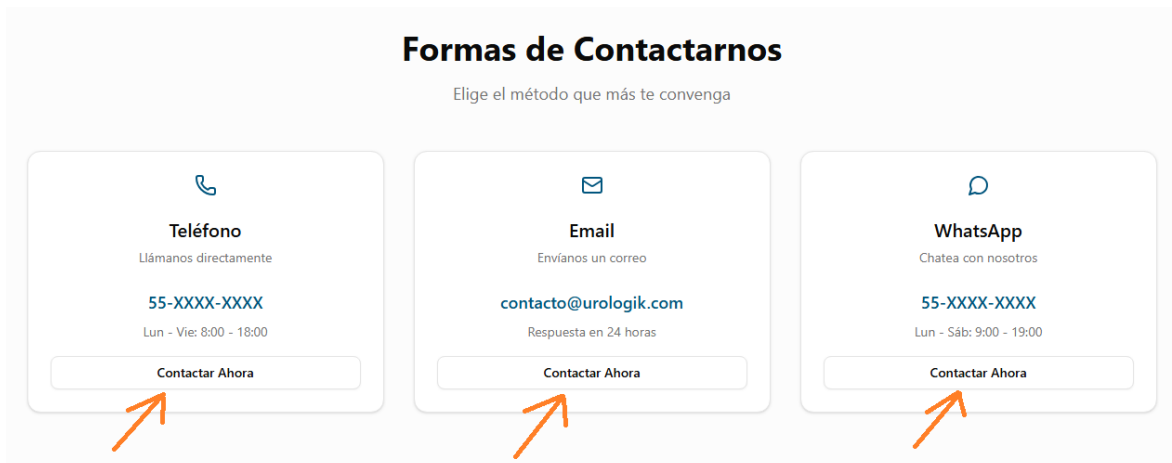 Formas de Contactarnos
Elige el método que más te convenga
Teléfono
Llámanos directamente
55-XXXX-XXXX
Lun - Vie: 8:00 - 18:00
Contactar Ahora
Email
Envíanos un correo
contacto@urologik.com
Respuesta en 24 horas
Contactar Ahora
WhatsApp
Chatea con nosotros
55-XXXX-XXXX
Lun - Sáb: 9:00 - 19:00
Contactar Ahora